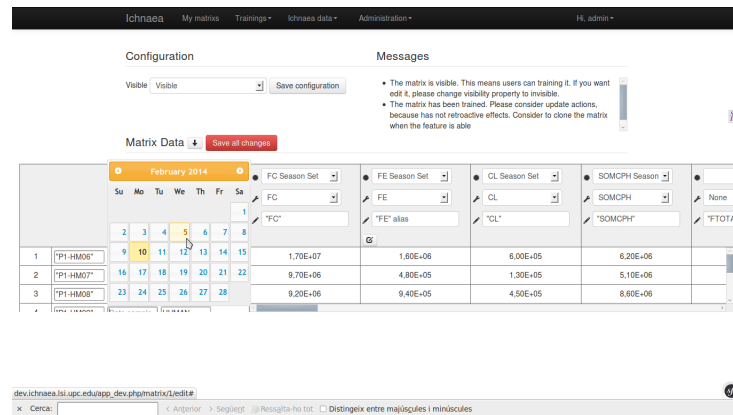 Ichnaea My matrixs Trainings Ichnaea data Administration Hi, admin
Configuration
Messages
Visible Visible Save configuration
The matrix is visible. This means users can training it. If you want
edit it, please change visibility property to invisible.
The matrix has been trained. Please consider update actions,
because has not retroactive effects. Consider to clone the matrix
when the feature is able
Matrix Data Save all changes
February 2014
Su Mo Tu We Th Fr Sa
1
2 3 4 5 6 7 8
9 10 11 12 13 14 15
16 17 18 19 20 21 22
23 24 25 26 27 28
FC Season Set FE Season Set CL Season Set SOMCPH Season
FC FE CL SOMCPH None
"FC" "FE" alias "CL" "SOMCPH" "FTOTA
1 "P1-HM06" 1,70E+07 1,60E+06 6,00E+05 6,20E+06
2 "P1-HM07" 9,70E+06 4,80E+05 1,30E+05 5,10E+06
3 "P1-HM08" 9,20E+06 9,40E+05 4,50E+05 8,60E+06
dev.ichnaea.lsi.upc.edu/app_dev.php/matrix/1/edit#
Cerca: Anterior Següent Ressalta-ho tot Distingeix entre majúscules i minúscules